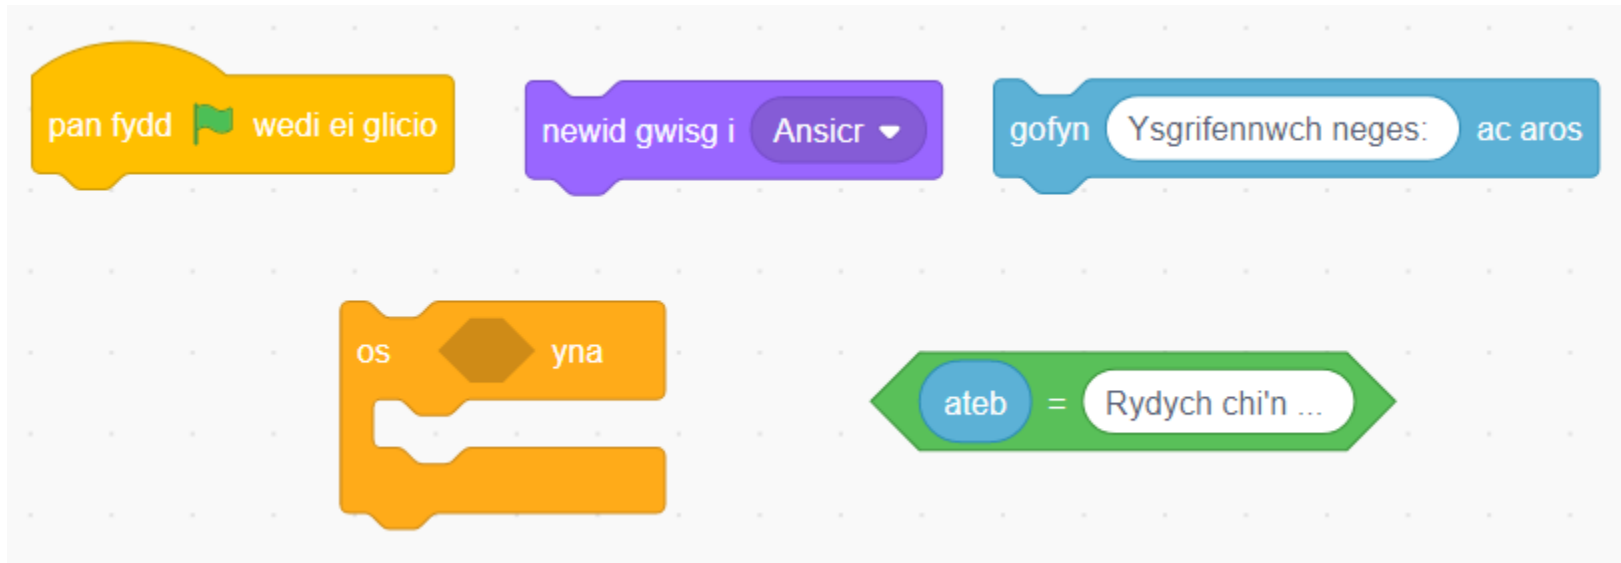 pan fydd wedi ei glicio
newid gwisg i Ansicr
gofyn Ysgrifennwch neges: ac aros
os yna
ateb = Rydych chi'n ...